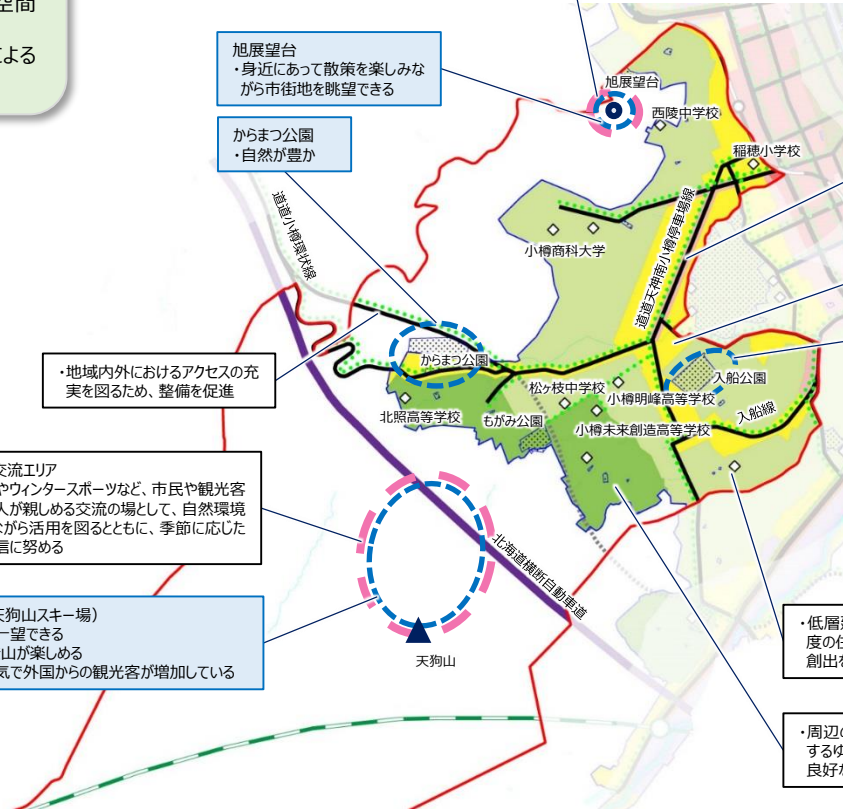 空間
による
旭展望台
・身近にあって散策を楽しみな
がら市街地を眺望できる
からまつ公園
・自然が豊か
旭展望台
西陵中学校
稲穂小学校
道道小樽環状線
小樽商科大学
道道天神南小樽停車場線
・地域内外におけるアクセスの充
実を図るため、整備を促進
からまつ公園
入船公園
松ヶ枝中学校
小樽明峰高等学校
北照高等学校
もがみ公園
入船線
小樽未来創造高等学校
交流エリア
やウィンタースポーツなど、市民や観光客
人が親しめる交流の場として、自然環境
ながら活用を図るとともに、季節に応じた
信に努める
北海道横断自動車道
天狗山スキー場）
一望できる
山が楽しめる
気で外国からの観光客が増加している
天狗山
・低層
度の住
創出を
・周辺の
するゆ
良好な